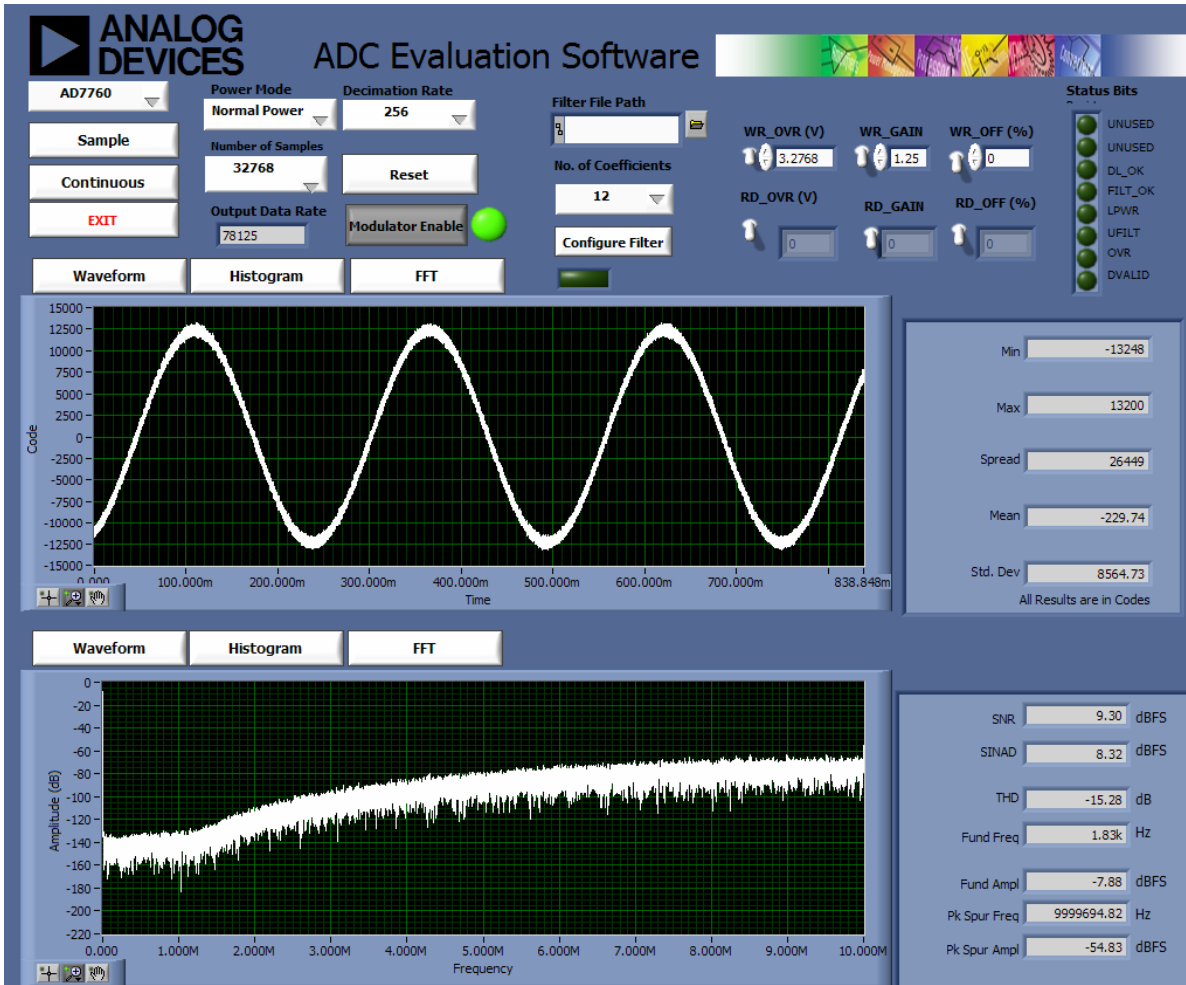 ANALOG
DEVICES
ADC Evaluation Software
AD7760
Power Mode
Decimation Rate
Normal Power
256
Filter File Path
Status Bits
Sample
Number of Samples
32768
Reset
WR_OVR (V)
WR_GAIN
WR_OFF (%)
3.2768
1.25
0
UNUSED
UNUSED
DL_OK
FILT_OK
LPWR
UFILT
OVR
DVALID
Continuous
No. of Coefficients
12
EXIT
Output Data Rate
78125
Modulator Enable
RD_OVR (V)
RD_GAIN
RD_OFF (%)
0
0
0
Configure Filter
Waveform
Histogram
FFT
15000
12500
10000
7500
5000
2500
0
-2500
-5000
-7500
-10000
-12500
-15000
Code
0.000
100.000m
200.000m
300.000m
400.000m
500.000m
600.000m
700.000m
838.848m
Time
Min
-13248
Max
13200
Spread
26449
Mean
-229.74
Std. Dev
8564.73
All Results are in Codes
Waveform
Histogram
FFT
0
-20
-40
-60
-80
-100
-120
-140
-160
-180
-200
-220
Amplitude (dB)
0.000
1.000M
2.000M
3.000M
4.000M
5.000M
6.000M
7.000M
8.000M
9.000M
10.000M
Frequency
SNR
9.30
dBFS
SINAD
8.32
dBFS
THD
-15.28
dB
Fund Freq
1.83k
Hz
Fund Ampl
-7.88
dBFS
Pk Spur Freq
9999694.82
Hz
Pk Spur Ampl
-54.83
dBFS